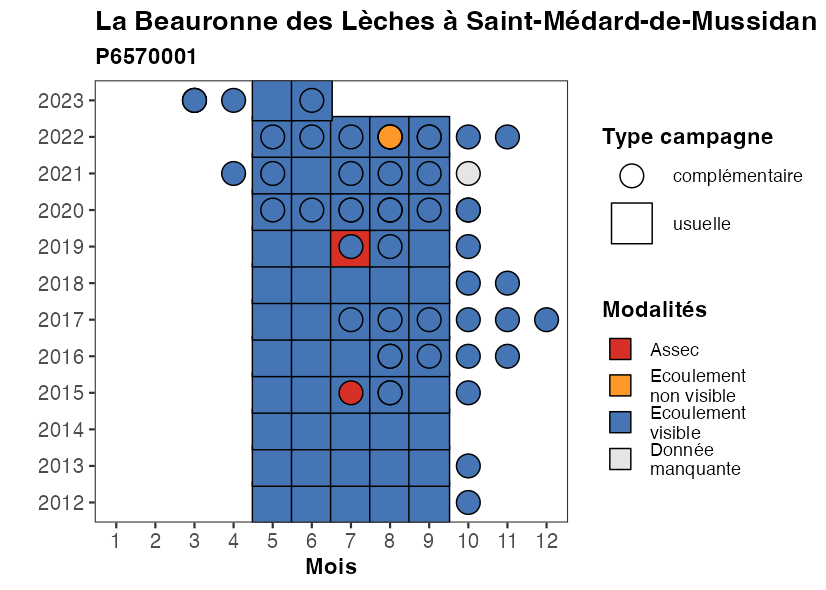 La Beauronne des Lèches à Saint-Médard-de-Mussidan
P6570001
2023
2022
2021
2020
2019
2018
2017
2016
2015
2014
2013
2012
1 2 3 4 5 6 7 8 9 10 11 12
Mois
Type campagne
complémentaire
usuelle
Modalités
Assec
Ecoulement
non visible
Ecoulement
visible
Donnée
manquante